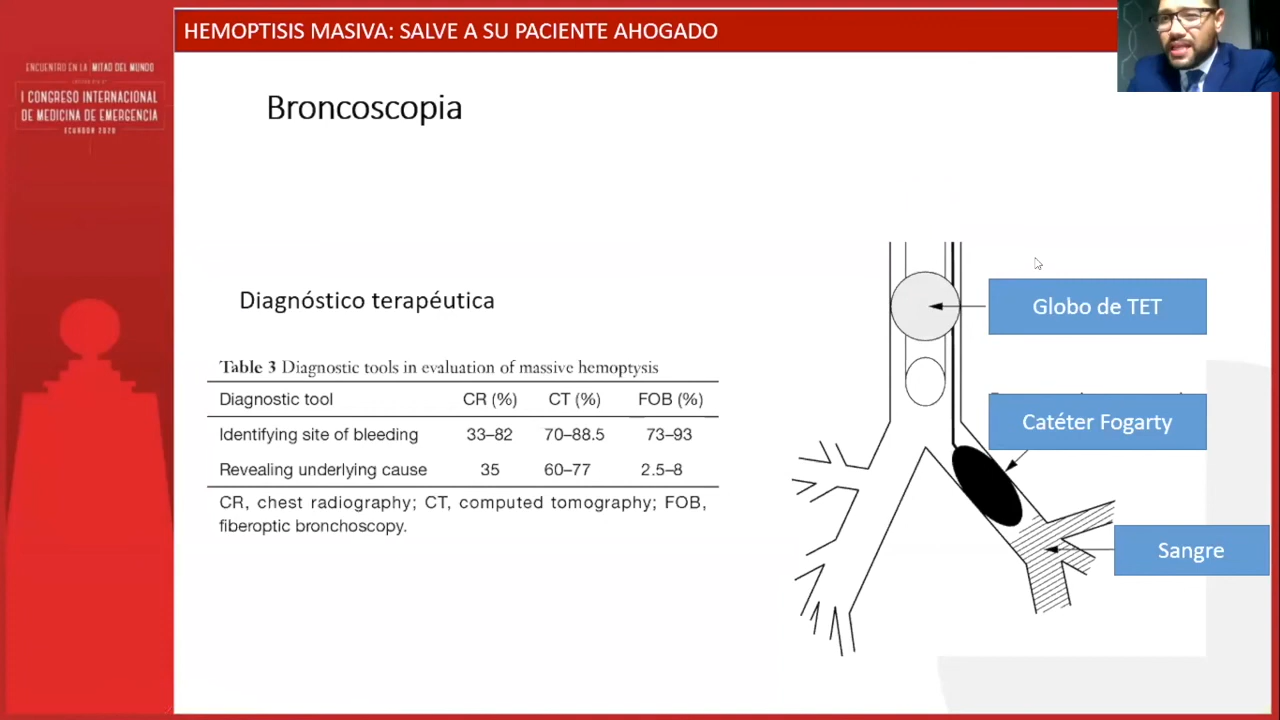 HEMOPTISIS MASIVA: SALVE A SU PACIENTE AHOGADO
ENCUENTRO EN LA MITAD DEL MUNDO
I CONGRESO INTERNACIONAL
DE MEDICINA DE EMERGENCIA
ECUADOR 2020
Broncoscopia
Diagnóstico terapéutica
Table 3 Diagnostic tools in evaluation of massive hemoptysis
Diagnostic tool CR (%) CT (%) FOB (%)
Identifying site of bleeding 33–82 70–88.5 73–93
Revealing underlying cause 35 60–77 2.5–8
CR, chest radiography; CT, computed tomography; FOB,
fiberoptic bronchoscopy.
Globo de TET
Catéter Fogarty
Sangre